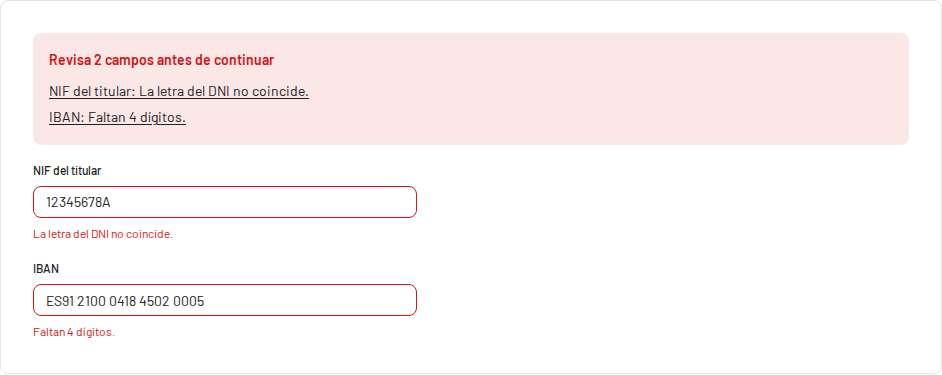 Revisa 2 campos antes de continuar
NIF del titular: La letra del DNI no coincide.
IBAN: Faltan 4 dígitos.
NIF del titular
12345678A
La letra del DNI no coincide.
IBAN
ES91 2100 0418 4502 0005
Faltan 4 dígitos.